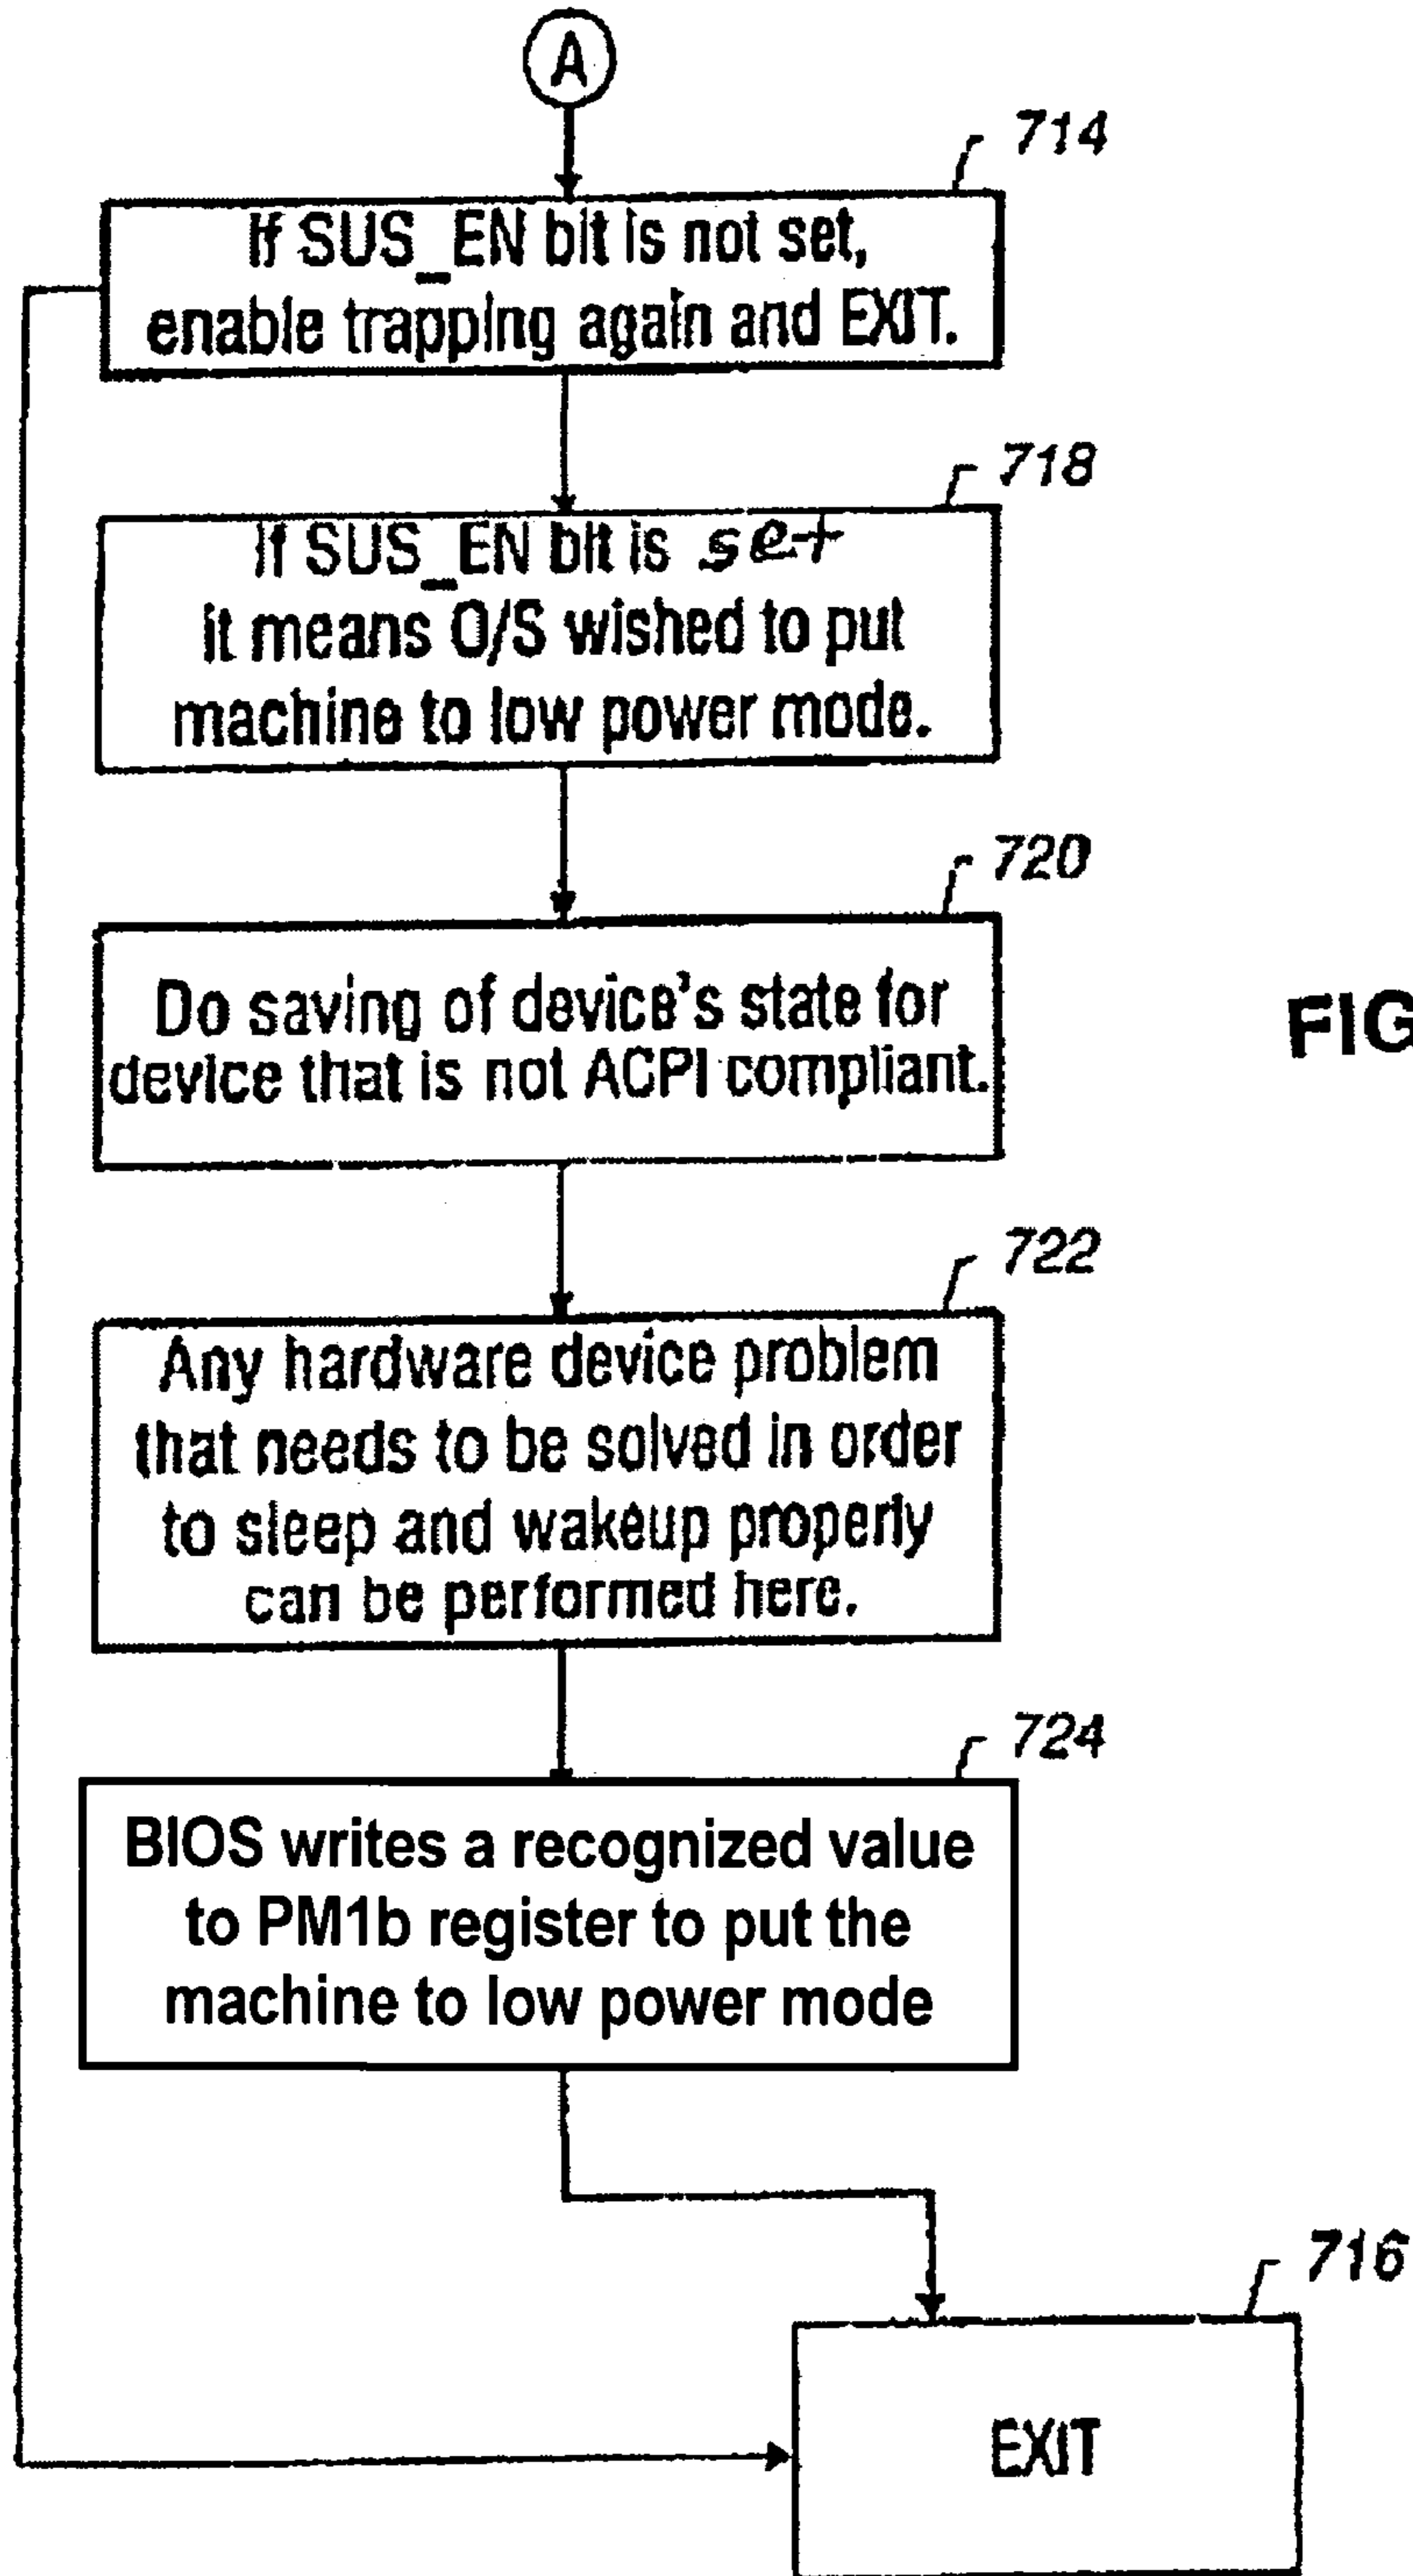 A
714
If SUS_EN bit is not set,
enable trapping again and EXIT.
718
If SUS_EN bit is set
it means O/S wished to put
machine to low power mode.
720
Do saving of device's state for
device that is not ACPI compliant.
FIG
722
Any hardware device problem
that needs to be solved in order
to sleep and wakeup properly
can be performed here.
724
BIOS writes a recognized value
to PM1b register to put the
machine to low power mode
716
EXIT